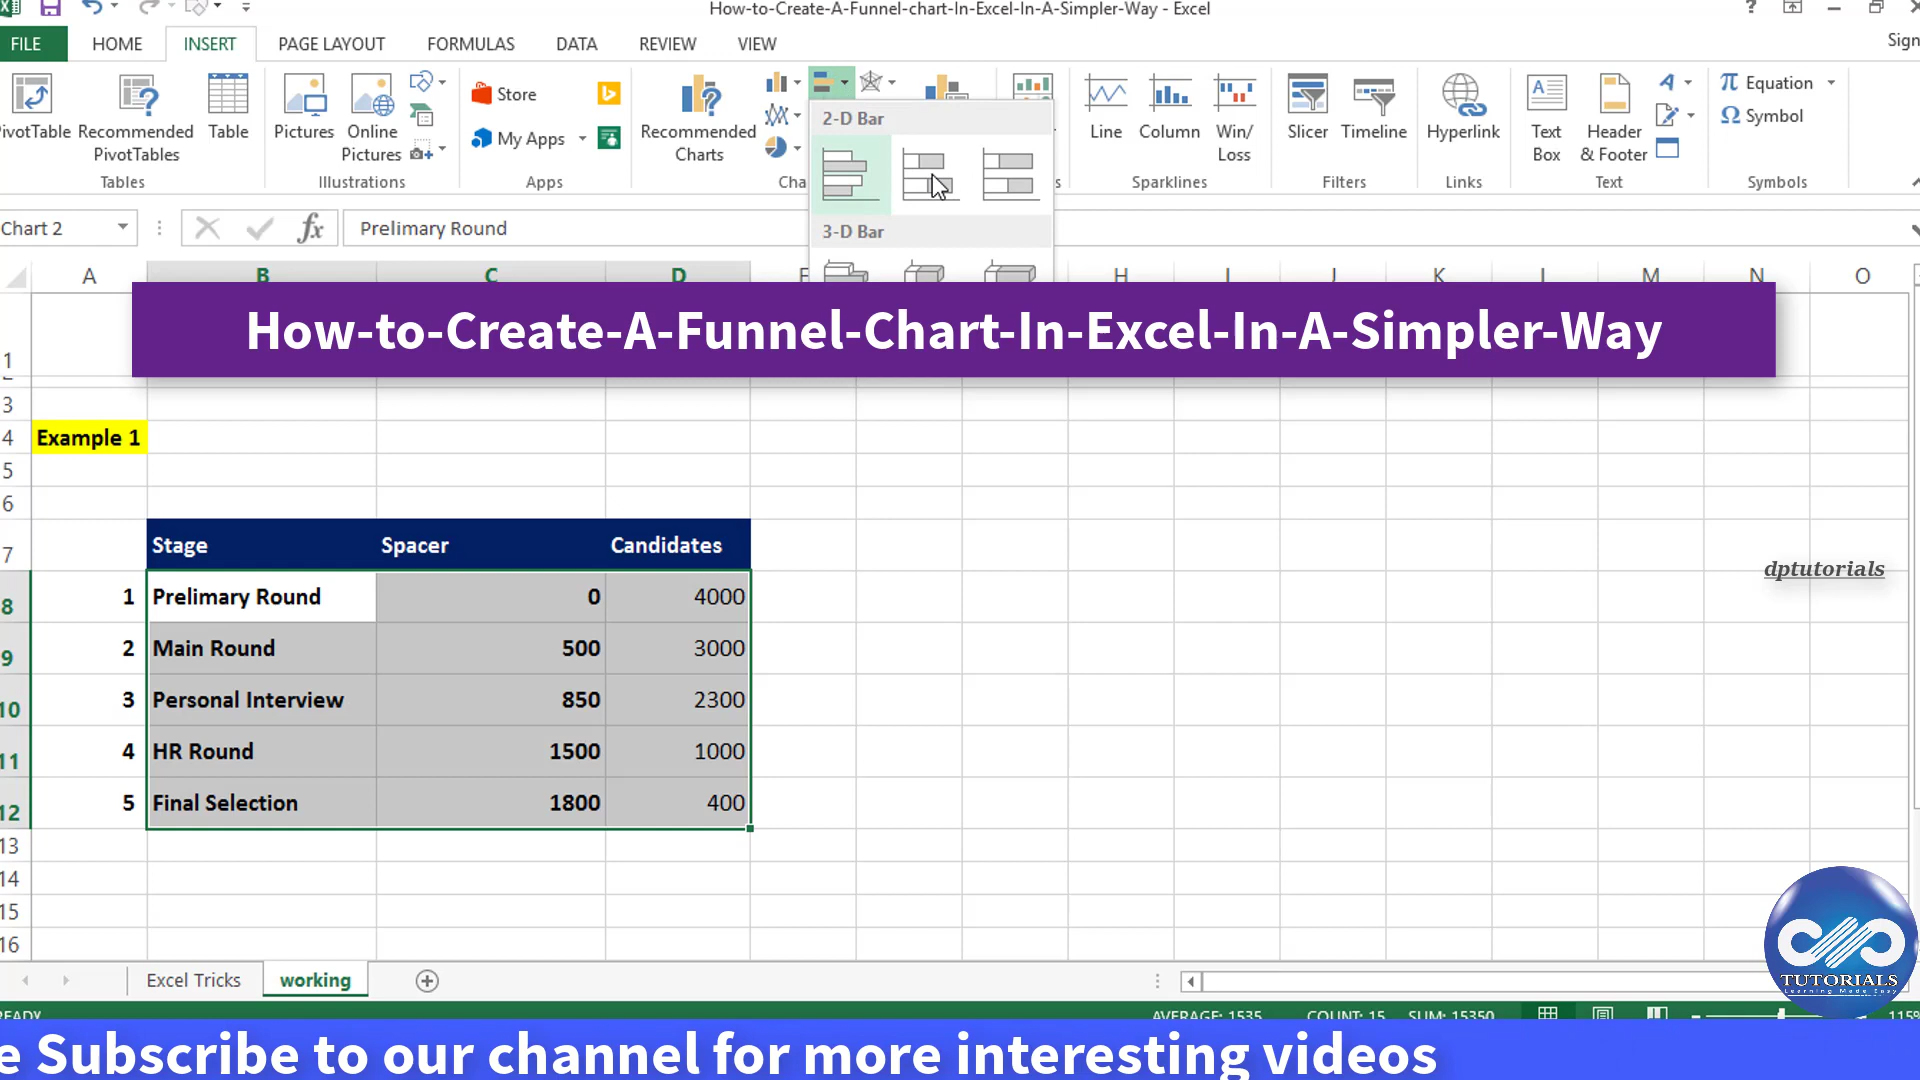 How-to-Create-A-Funnel-chart-In-Excel-In-A-Simpler-Way - Excel
?
Sign
FILE HOME INSERT PAGE LAYOUT FORMULAS DATA REVIEW VIEW
PivotTable Recommended PivotTables Table
Pictures Online Pictures
Store
My Apps
Recommended Charts
Line Column Win/Loss
Slicer Timeline
Hyperlink
Text Box Header & Footer
Equation
Symbol
Tables Illustrations Apps Sparklines Filters Links Text Symbols
2-D Bar
3-D Bar
Chart 2 fx Prelimary Round
A B C D H K M N O
How-to-Create-A-Funnel-Chart-In-Excel-In-A-Simpler-Way
1
3
4 Example 1
5
6
7 Stage Spacer Candidates
dptutorials
8 1 Prelimary Round 0 4000
9 2 Main Round 500 3000
10 3 Personal Interview 850 2300
11 4 HR Round 1500 1000
12 5 Final Selection 1800 400
13
14
15
16
Excel Tricks working
TUTORIALS
Learning Made Easy
READY AVERAGE: 1535 COUNT: 15 SUM: 15350 115%
e Subscribe to our channel for more interesting videos